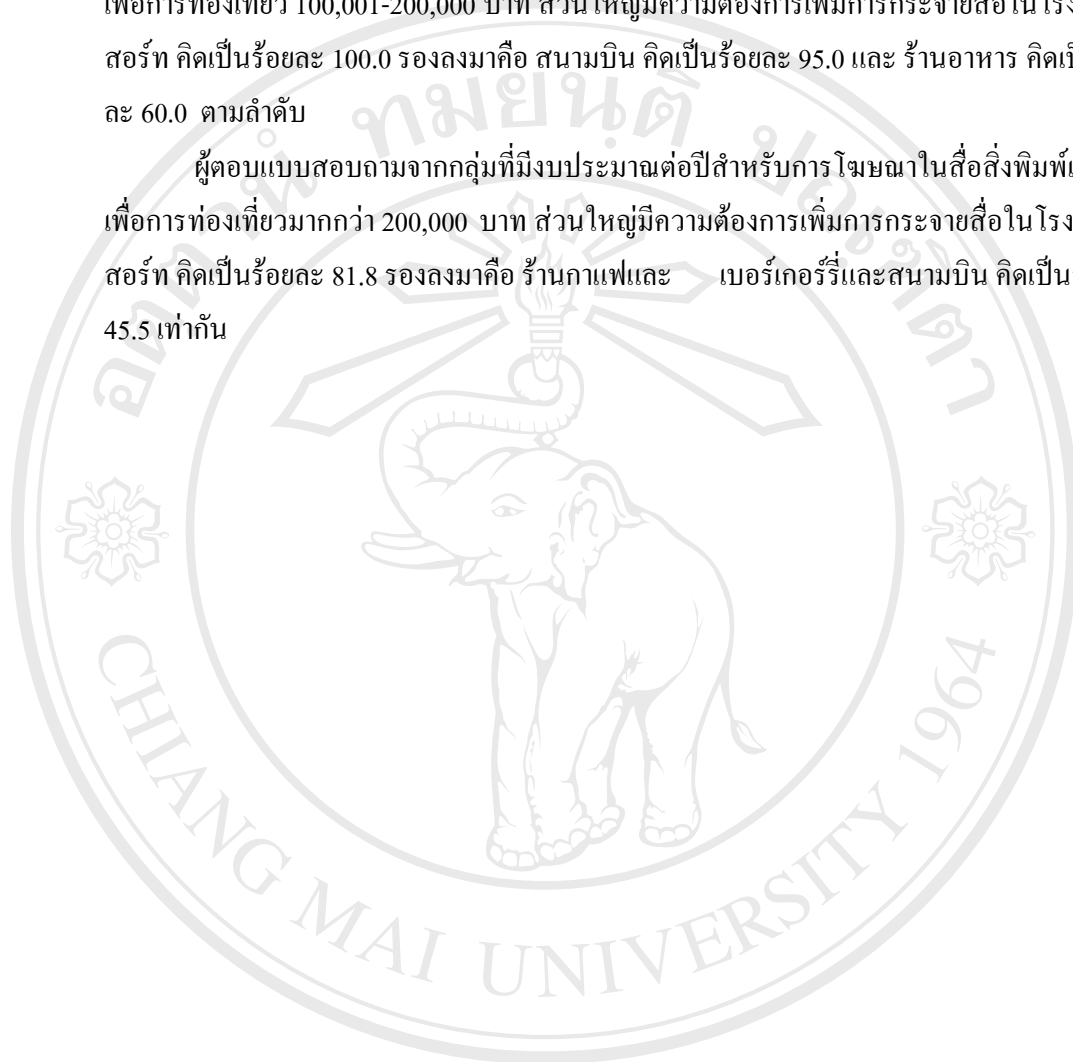 เพื่อการท่องเที่ยว 100,001-200,000 บาท ส่วนใหญ่มีความต้องการเพิ่มการกระจายสื่อในโรง
สอร์ท คิดเป็นร้อยละ 100.0 รองลงมาคือ สนามบิน คิดเป็นร้อยละ 95.0 และ ร้านอาหาร คิดเ
ละ 60.0 ตามลำดับ
ผู้ตอบแบบสอบถามจากกลุ่มที่มีงบประมาณต่อปีสำหรับการโฆษณาในสื่อสิ่งพิมพ์
เพื่อการท่องเที่ยวมากกว่า 200,000 บาท ส่วนใหญ่มีความต้องการเพิ่มการกระจายสื่อในโรง
สอร์ท คิดเป็นร้อยละ 81.8 รองลงมาคือ ร้านกาแฟและ เบอร์เกอร์รี่และสนามบิน คิดเป็น
45.5 เท่ากัน
อตฺตานํ ทมยนฺติ ปณฺฑิตา
CHIANG MAI UNIVERSITY 1964